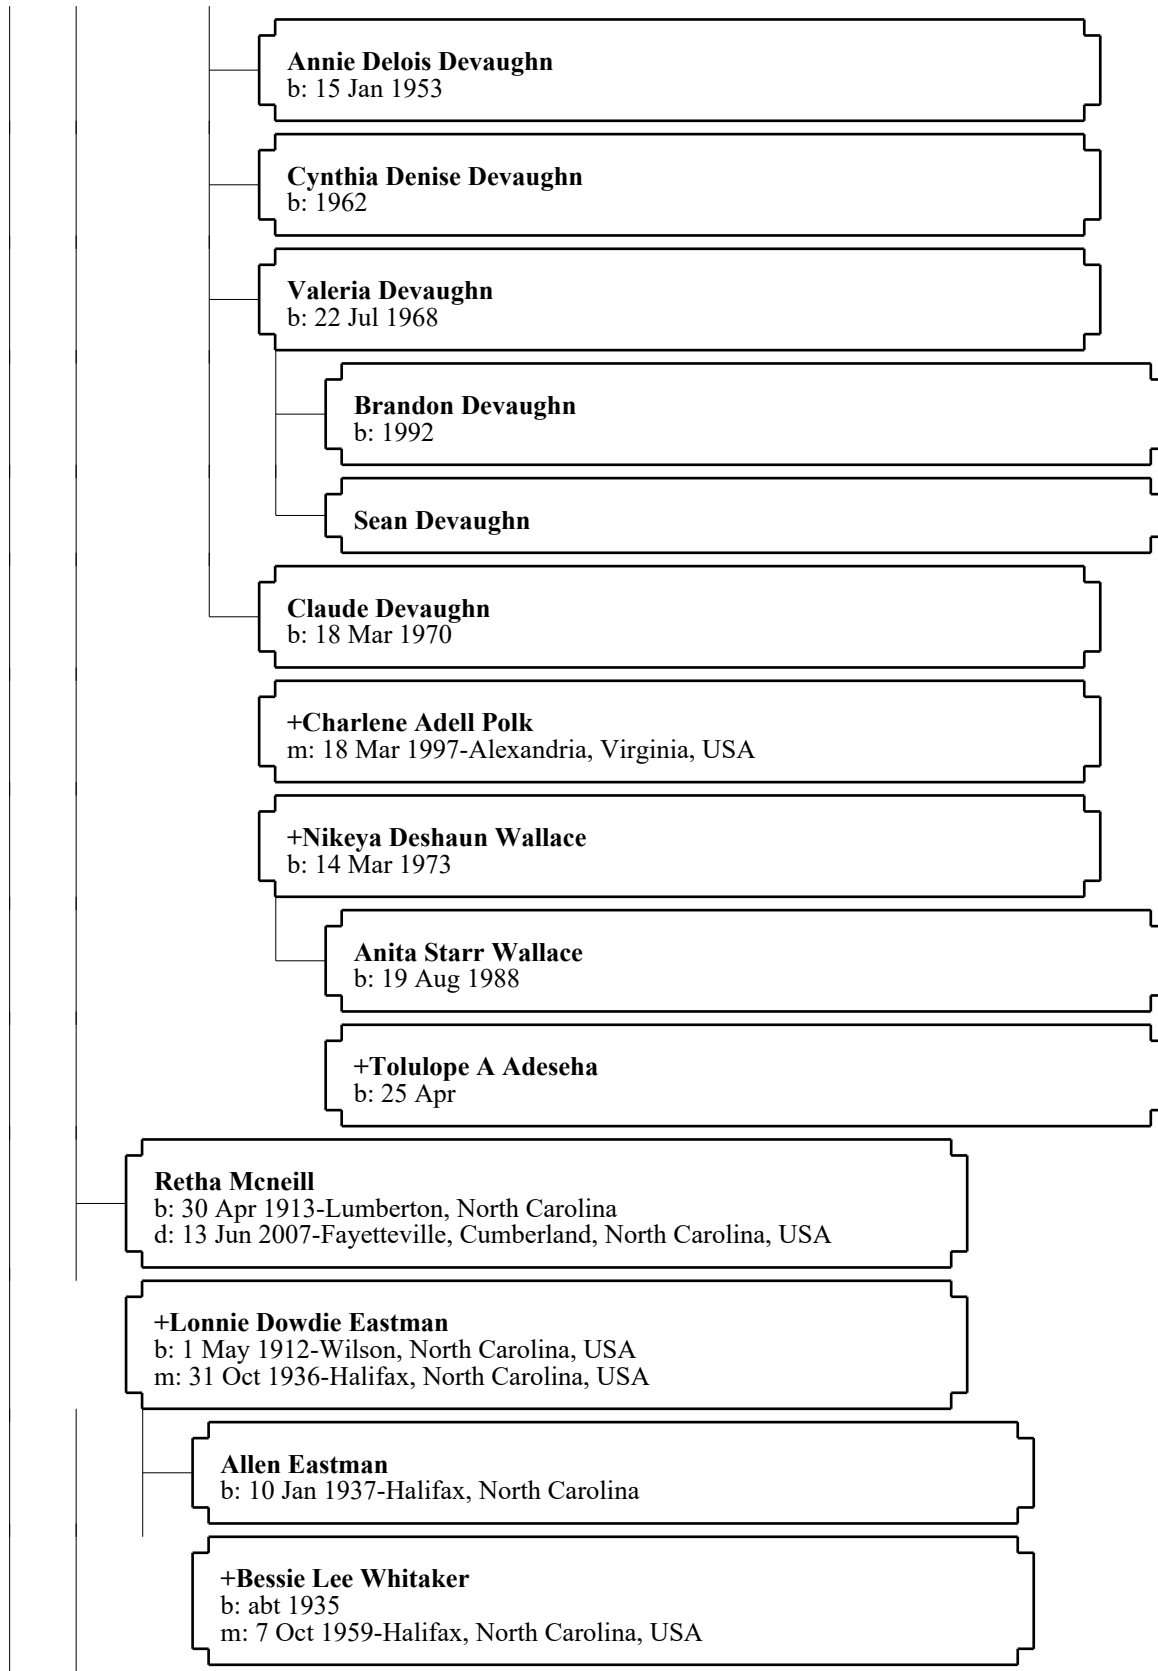 Annie Delois Devaughn
b: 15 Jan 1953
Cynthia Denise Devaughn
b: 1962
Valeria Devaughn
b: 22 Jul 1968
Brandon Devaughn
b: 1992
Sean Devaughn
Claude Devaughn
b: 18 Mar 1970
+Charlene Adell Polk
m: 18 Mar 1997-Alexandria, Virginia, USA
+Nikeya Deshaun Wallace
b: 14 Mar 1973
Anita Starr Wallace
b: 19 Aug 1988
+Tolulope A Adeseha
b: 25 Apr
Retha Mcneill
b: 30 Apr 1913-Lumberton, North Carolina
d: 13 Jun 2007-Fayetteville, Cumberland, North Carolina, USA
+Lonnie Dowdie Eastman
b: 1 May 1912-Wilson, North Carolina, USA
m: 31 Oct 1936-Halifax, North Carolina, USA
Allen Eastman
b: 10 Jan 1937-Halifax, North Carolina
+Bessie Lee Whitaker
b: abt 1935
m: 7 Oct 1959-Halifax, North Carolina, USA